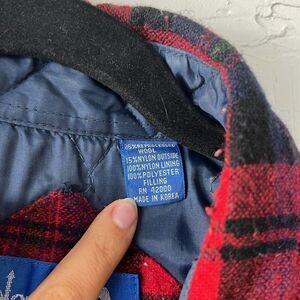 85% REPROCESSED
WOOL
15% NYLON OUTSIDE
100% NYLON LINING
100% POLYESTER
FILLING
RN 42000
MADE IN KOREA